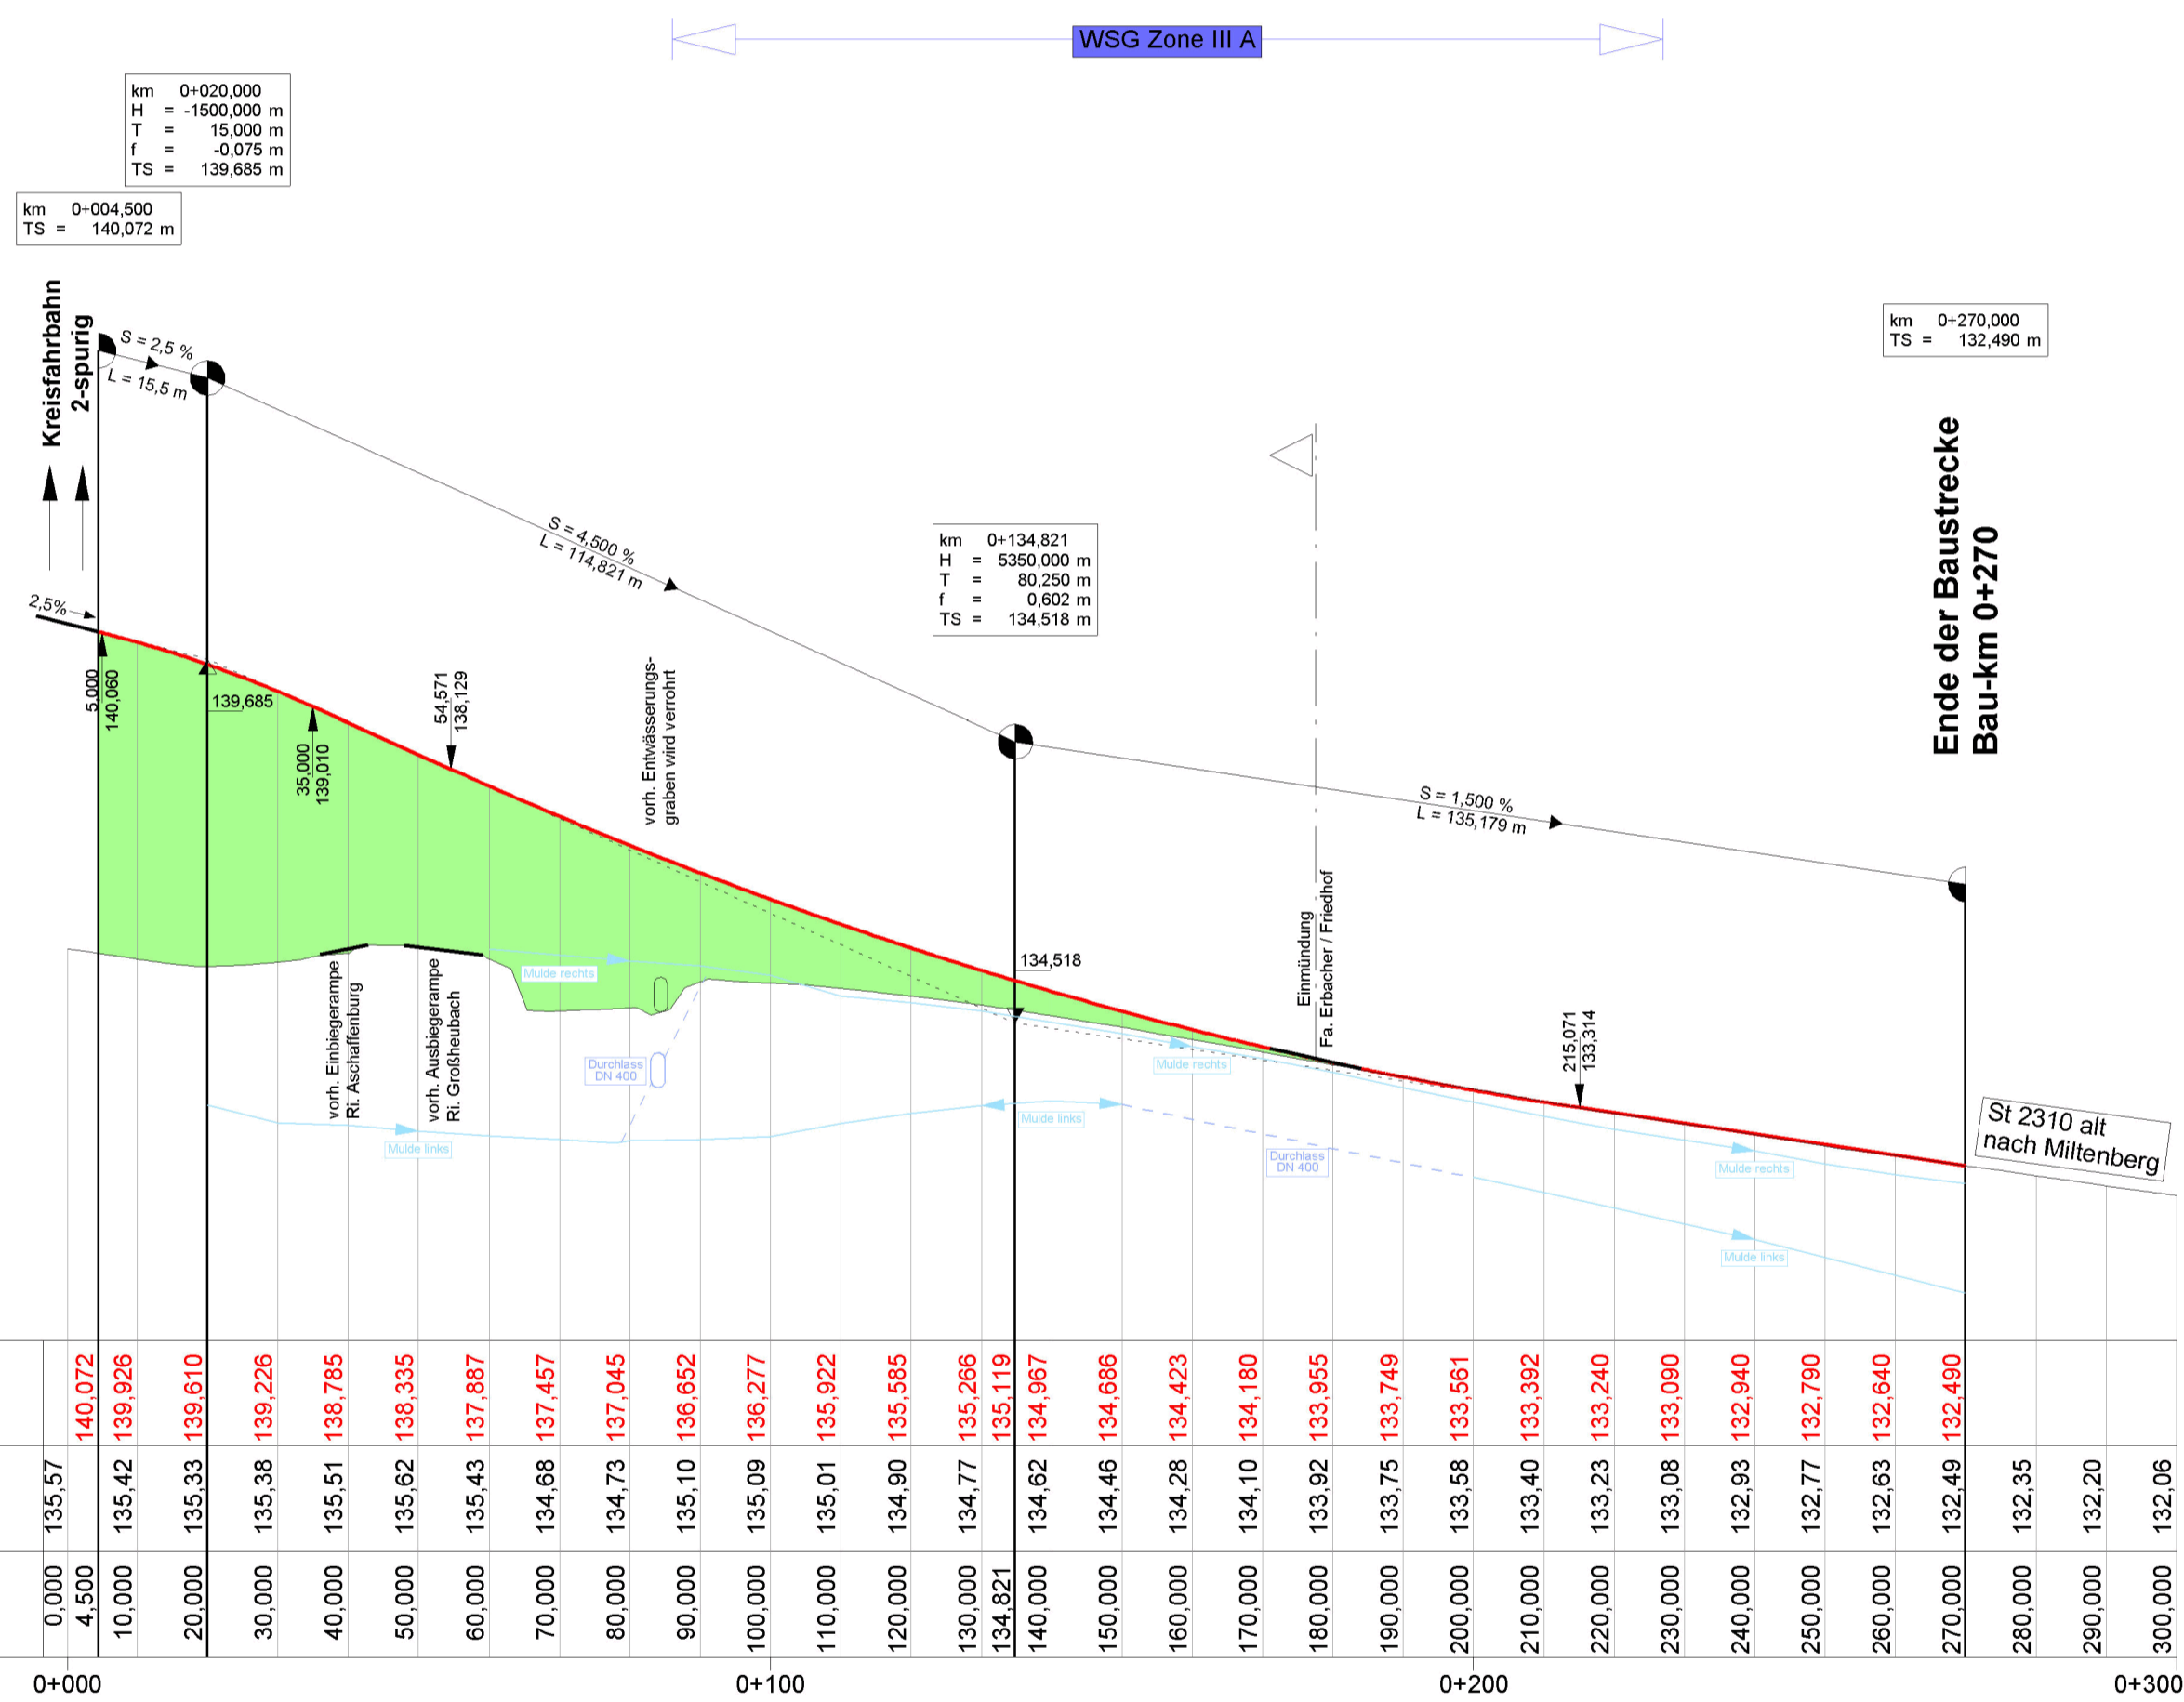 WSG Zone III A
km 0+020,000
H = -1500,000 m
T = 15,000 m
f = -0,075 m
TS = 139,685 m
km 0+004,500
TS = 140,072 m
km 0+270,000
TS = 132,490 m
Kreisfahrbahn
2-spurig
S = 2,5 %
L = 15,5 m
S = 4,500 %
L = 114,821 m
km 0+134,821
H = 5350,000 m
T = 80,250 m
f = 0,602 m
TS = 134,518 m
Ende der Baustrecke
Bau-km 0+270
2,5%
5,000
140,060
139,685
35,000
139,010
54,571
138,129
vorh. Entwässerungs-
graben wird verrohrt
S = 1,500 %
L = 135,179 m
Einmündung
Fa. Erbacher / Friedhof
134,518
vorh. Einbiegerampe
Ri. Aschaffenburg
vorh. Ausbiegerampe
Ri. Großheubach
Mulde rechts
Durchlass
DN 400
Mulde links
Mulde rechts
Mulde links
Durchlass
DN 400
215,071
133,314
Mulde rechts
Mulde links
St 2310 alt
nach Miltenberg
140,072 139,926 139,610 139,226 138,785 138,335 137,887 137,457 137,045 136,652 136,277 135,922 135,585 135,266 135,119 134,967 134,686 134,423 134,180 133,955 133,749 133,561 133,392 133,240 133,090 132,940 132,790 132,640 132,490
135,57 135,42 135,33 135,38 135,51 135,62 135,43 134,68 134,73 135,10 135,09 135,01 134,90 134,77 134,62 134,46 134,28 134,10 133,92 133,75 133,58 133,40 133,23 133,08 132,93 132,77 132,63 132,49 132,35 132,20 132,06
0,000 4,500 10,000 20,000 30,000 40,000 50,000 60,000 70,000 80,000 90,000 100,000 110,000 120,000 130,000 134,821 140,000 150,000 160,000 170,000 180,000 190,000 200,000 210,000 220,000 230,000 240,000 250,000 260,000 270,000 280,000 290,000 300,000
0+000 0+100 0+200 0+300